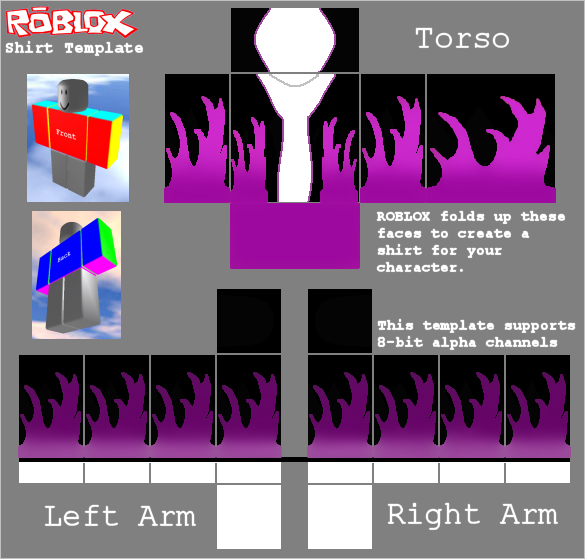 RŌBLOX
Shirt Template
Torso
Front
ROBLOX folds up these
faces to create a
shirt for your
character.
Back
This template supports
8-bit alpha channels
Left Arm
Right Arm